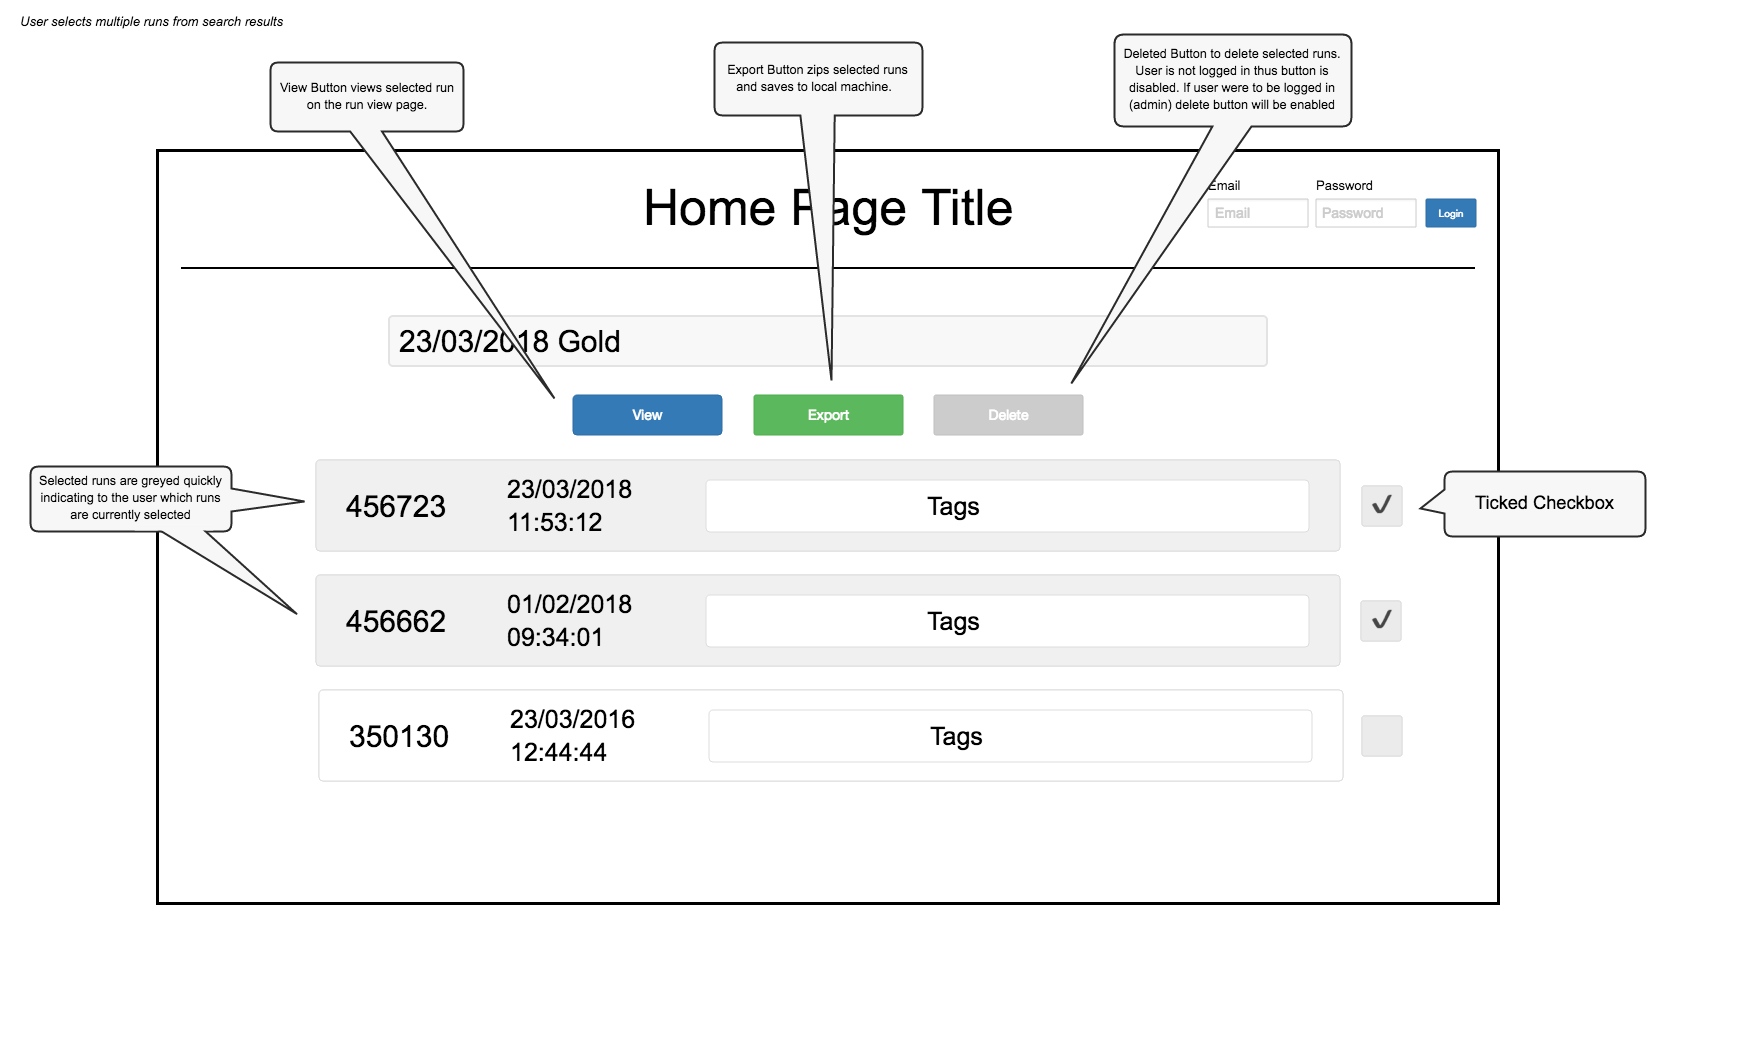 User selects multiple runs from search results
View Button views selected run
on the run view page.
Export Button zips selected runs
and saves to local machine.
Deleted Button to delete selected runs.
User is not logged in thus button is
disabled. If user were to be logged in
(admin) delete button will be enabled
Home Page Title
Email
Password
Email
Password
Login
23/03/2018 Gold
View
Export
Delete
Selected runs are greyed quickly
indicating to the user which runs
are currently selected
456723
23/03/2018
11:53:12
Tags
Ticked Checkbox
456662
01/02/2018
09:34:01
Tags
350130
23/03/2016
12:44:44
Tags